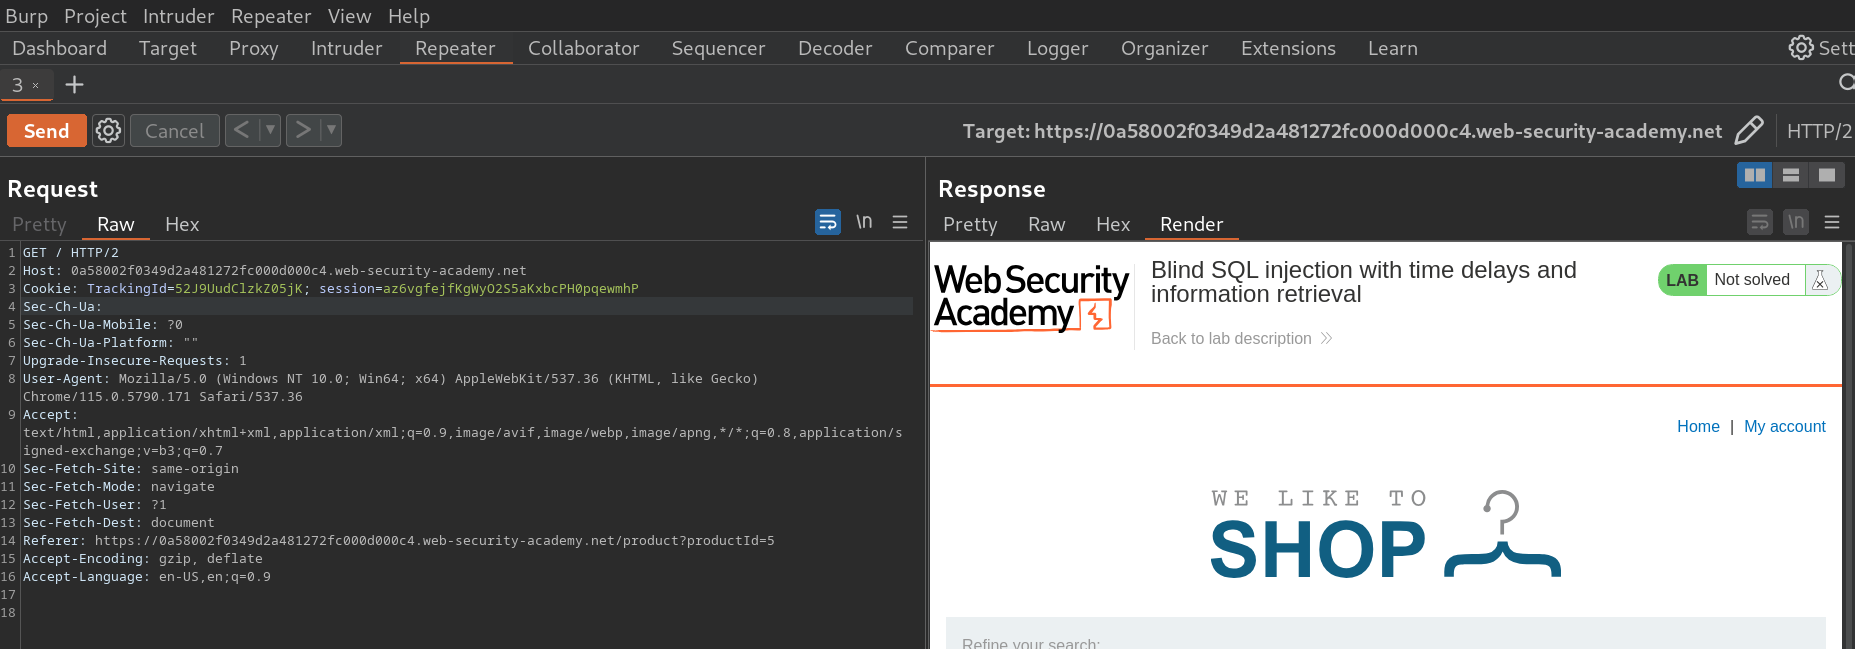 Burp Project Intruder Repeater View Help
Dashboard Target Proxy Intruder Repeater Collaborator Sequencer Decoder Comparer Logger Organizer Extensions Learn Sett
3 × +
Send Cancel < > Target: https://0a58002f0349d2a481272fc000d000c4.web-security-academy.net HTTP/2
Request
Pretty Raw Hex \n
1 GET / HTTP/2
2 Host: 0a58002f0349d2a481272fc000d000c4.web-security-academy.net
3 Cookie: TrackingId=52J9UudClzkZ05jK; session=az6vgfejfKgWyO2S5aKxbcPH0pqewmhP
4 Sec-Ch-Ua:
5 Sec-Ch-Ua-Mobile: ?0
6 Sec-Ch-Ua-Platform: ""
7 Upgrade-Insecure-Requests: 1
8 User-Agent: Mozilla/5.0 (Windows NT 10.0; Win64; x64) AppleWebKit/537.36 (KHTML, like Gecko)
Chrome/115.0.5790.171 Safari/537.36
9 Accept:
text/html,application/xhtml+xml,application/xml;q=0.9,image/avif,image/webp,image/apng,*/*;q=0.8,application/s
igned-exchange;v=b3;q=0.7
10 Sec-Fetch-Site: same-origin
11 Sec-Fetch-Mode: navigate
12 Sec-Fetch-User: ?1
13 Sec-Fetch-Dest: document
14 Referer: https://0a58002f0349d2a481272fc000d000c4.web-security-academy.net/product?productId=5
15 Accept-Encoding: gzip, deflate
16 Accept-Language: en-US,en;q=0.9
17
18
Response
Pretty Raw Hex Render \n
Web Security
Academy
Blind SQL injection with time delays and
information retrieval
Back to lab description
LAB Not solved
Home | My account
WE LIKE TO
SHOP
Refine your search: